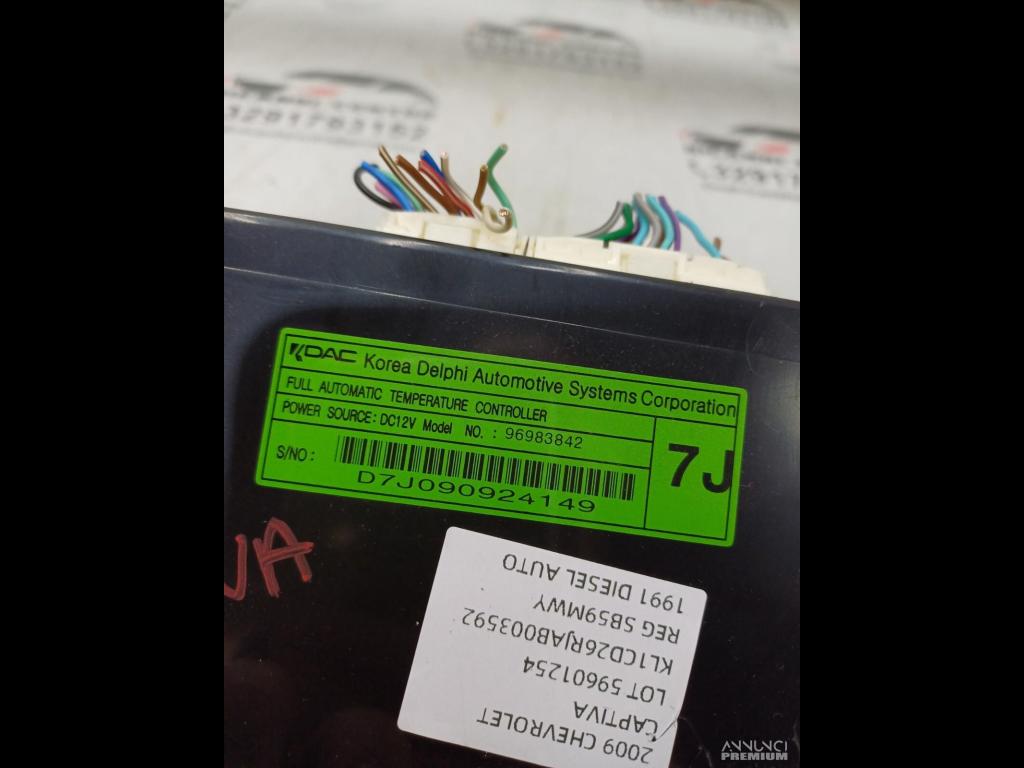 KDAC Korea Delphi Automotive Systems Corporation
FULL AUTOMATIC TEMPERATURE CONTROLLER
POWER SOURCE: DC12V Model NO. : 96983842
7J
S/NO:
D7J090924149
VA
2009 CHEVROLET
CAPTIVA
LOT 59601254
KL1CD26RJAB003592
REG SB59MWY
1991 DIESEL AUTO
ANNUNCI
PREMIUM